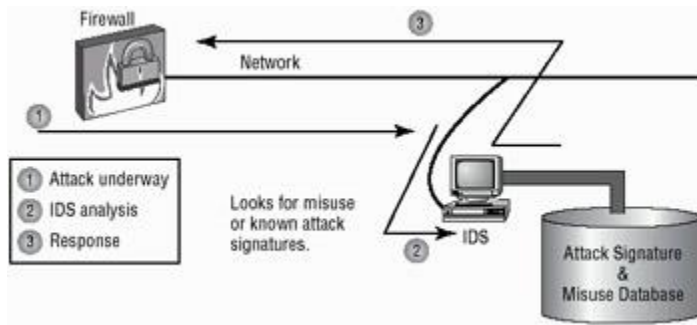 Firewall
3
Network
1
1 Attack underway
2 IDS analysis
3 Response
Looks for misuse
or known attack
signatures.
2
IDS
Attack Signature
&
Misuse Database